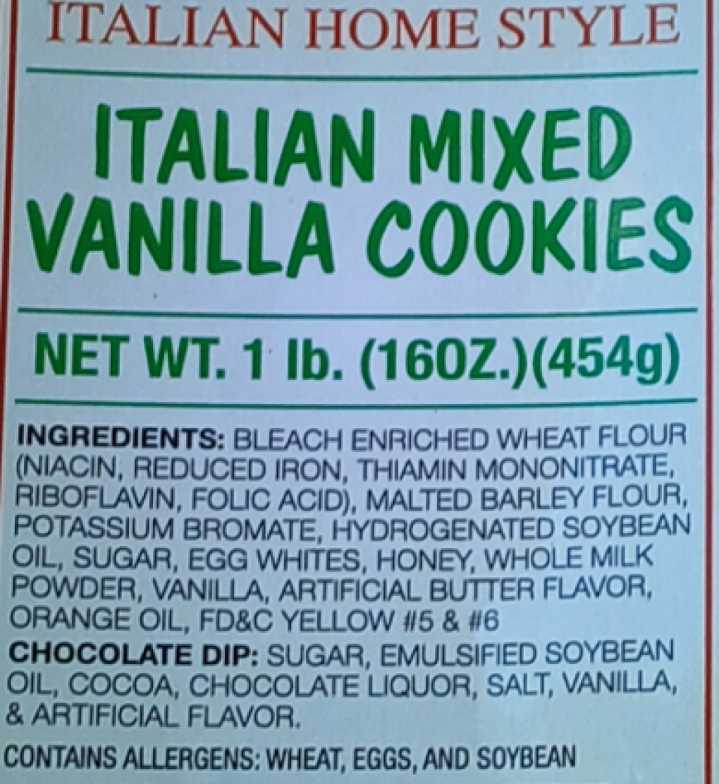 ITALIAN HOME STYLE
ITALIAN MIXED
VANILLA COOKIES
NET WT. 1 lb. (16OZ.)(454g)
INGREDIENTS: BLEACH ENRICHED WHEAT FLOUR
(NIACIN, REDUCED IRON, THIAMIN MONONITRATE,
RIBOFLAVIN, FOLIC ACID), MALTED BARLEY FLOUR,
POTASSIUM BROMATE, HYDROGENATED SOYBEAN
OIL, SUGAR, EGG WHITES, HONEY, WHOLE MILK
POWDER, VANILLA, ARTIFICIAL BUTTER FLAVOR,
ORANGE OIL, FD&C YELLOW #5 & #6
CHOCOLATE DIP: SUGAR, EMULSIFIED SOYBEAN
OIL, COCOA, CHOCOLATE LIQUOR, SALT, VANILLA,
& ARTIFICIAL FLAVOR.
CONTAINS ALLERGENS: WHEAT, EGGS, AND SOYBEAN